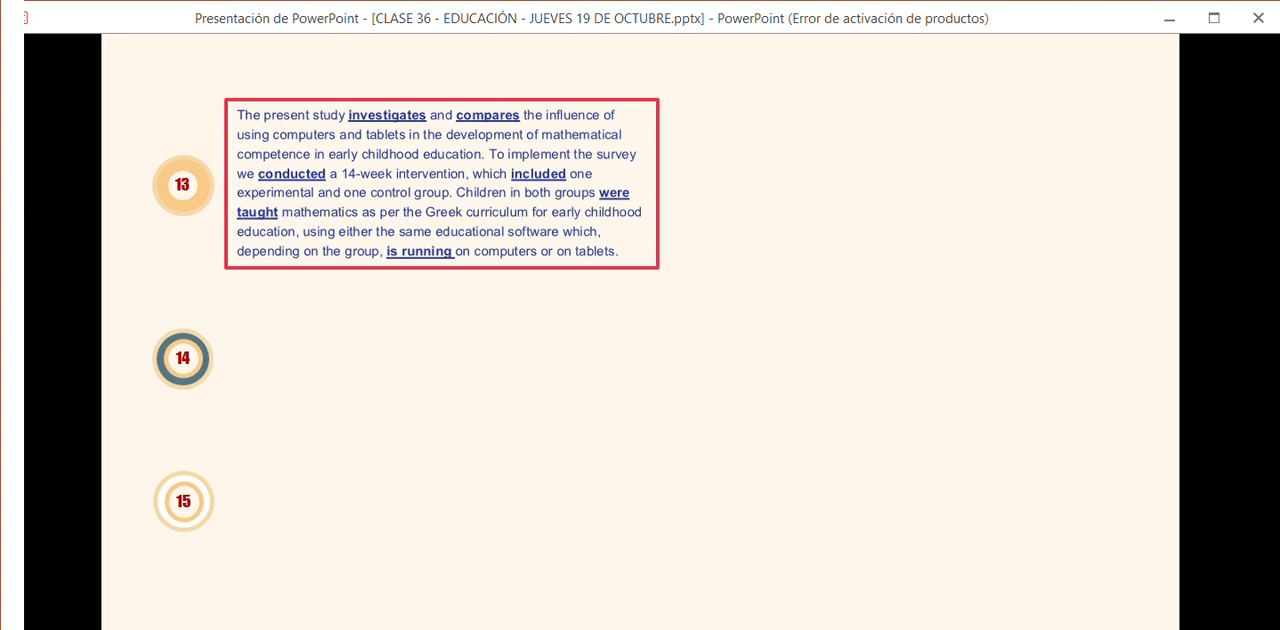 Presentación de PowerPoint - [CLASE 36 - EDUCACIÓN - JUEVES 19 DE OCTUBRE.pptx] - PowerPoint (Error de activación de productos)
The present study investigates and compares the influence of
using computers and tablets in the development of mathematical
competence in early childhood education. To implement the survey
we conducted a 14-week intervention, which included one
experimental and one control group. Children in both groups were
taught mathematics as per the Greek curriculum for early childhood
education, using either the same educational software which,
depending on the group, is running on computers or on tablets.
13
14
15